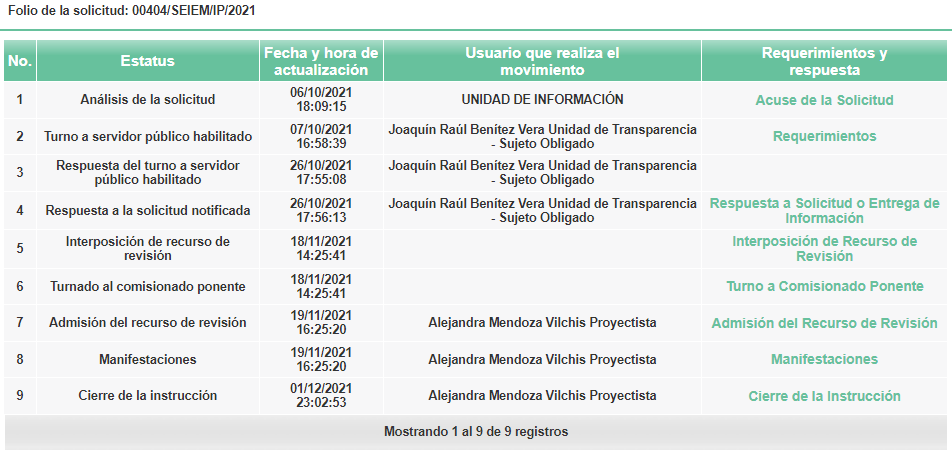 Folio de la solicitud: 00404/SEIEM/IP/2021
No. Estatus Fecha y hora de actualización Usuario que realiza el movimiento Requerimientos y respuesta
1 Análisis de la solicitud 06/10/2021 18:09:15 UNIDAD DE INFORMACIÓN Acuse de la Solicitud
2 Turno a servidor público habilitado 07/10/2021 16:58:39 Joaquín Raúl Benítez Vera Unidad de Transparencia - Sujeto Obligado Requerimientos
3 Respuesta del turno a servidor público habilitado 26/10/2021 17:55:08 Joaquín Raúl Benítez Vera Unidad de Transparencia - Sujeto Obligado
4 Respuesta a la solicitud notificada 26/10/2021 17:56:13 Joaquín Raúl Benítez Vera Unidad de Transparencia - Sujeto Obligado Respuesta a Solicitud o Entrega de Información
5 Interposición de recurso de revisión 18/11/2021 14:25:41 Interposición de Recurso de Revisión
6 Turnado al comisionado ponente 18/11/2021 14:25:41 Turno a Comisionado Ponente
7 Admisión del recurso de revisión 19/11/2021 16:25:20 Alejandra Mendoza Vilchis Proyectista Admisión del Recurso de Revisión
8 Manifestaciones 19/11/2021 16:25:20 Alejandra Mendoza Vilchis Proyectista Manifestaciones
9 Cierre de la instrucción 01/12/2021 23:02:53 Alejandra Mendoza Vilchis Proyectista Cierre de la Instrucción
Mostrando 1 al 9 de 9 registros